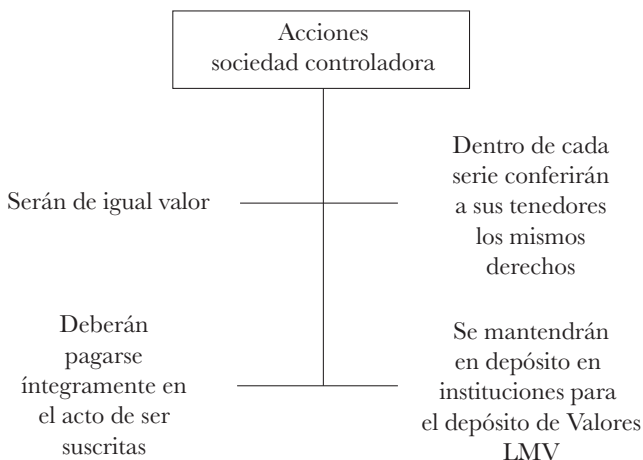 Acciones
sociedad controladora
Serán de igual valor
Dentro de cada
serie conferirán
a sus tenedores
los mismos
derechos
Deberán
pagarse
íntegramente en
el acto de ser
suscritas
Se mantendrán
en depósito en
instituciones para
el depósito de Valores
LMV